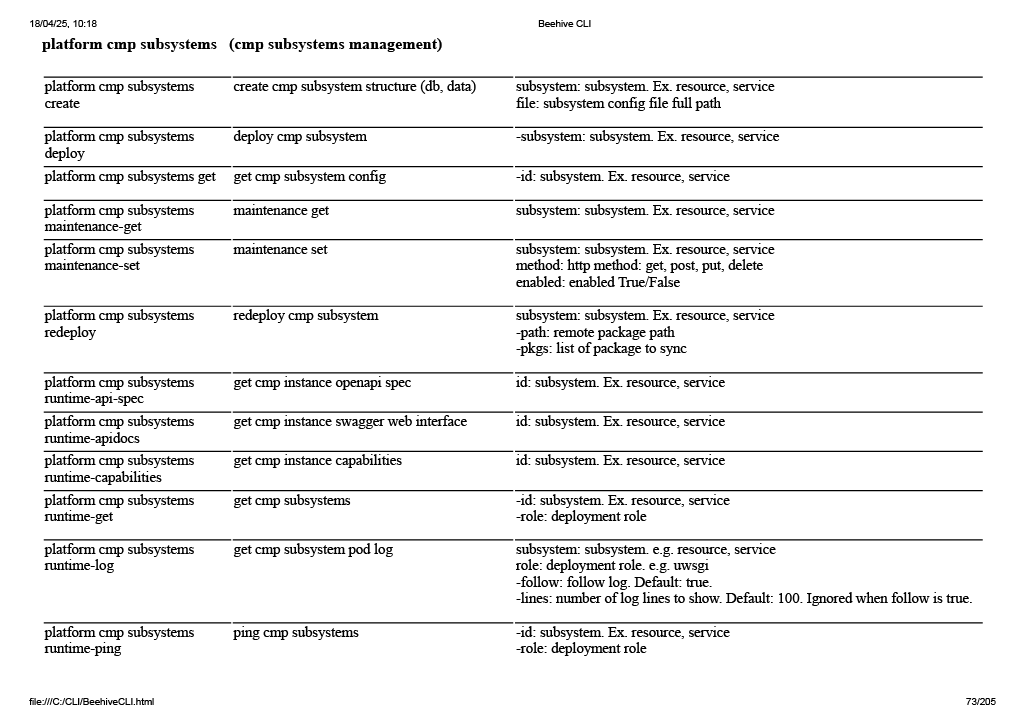 18/04/25, 10:18 Beehive CLI
platform cmp subsystems (cmp subsystems management)
platform cmp subsystems create cmp subsystem structure (db, data) subsystem: subsystem. Ex. resource, service
create file: subsystem config file full path
platform cmp subsystems deploy cmp subsystem -subsystem: subsystem. Ex. resource, service
deploy
platform cmp subsystems get get cmp subsystem config -id: subsystem. Ex. resource, service
platform cmp subsystems maintenance get subsystem: subsystem. Ex. resource, service
maintenance-get
platform cmp subsystems maintenance set subsystem: subsystem. Ex. resource, service
maintenance-set method: http method: get, post, put, delete
enabled: enabled True/False
platform cmp subsystems redeploy cmp subsystem subsystem: subsystem. Ex. resource, service
redeploy -path: remote package path
-pkgs: list of package to sync
platform cmp subsystems get cmp instance openapi spec id: subsystem. Ex. resource, service
runtime-api-spec
platform cmp subsystems get cmp instance swagger web interface id: subsystem. Ex. resource, service
runtime-apidocs
platform cmp subsystems get cmp instance capabilities id: subsystem. Ex. resource, service
runtime-capabilities
platform cmp subsystems get cmp subsystems -id: subsystem. Ex. resource, service
runtime-get -role: deployment role
platform cmp subsystems get cmp subsystem pod log subsystem: subsystem. e.g. resource, service
runtime-log role: deployment role. e.g. uwsgi
-follow: follow log. Default: true.
-lines: number of log lines to show. Default: 100. Ignored when follow is true.
platform cmp subsystems ping cmp subsystems -id: subsystem. Ex. resource, service
runtime-ping -role: deployment role
file:///C:/CLI/BeehiveCLI.html 73/205